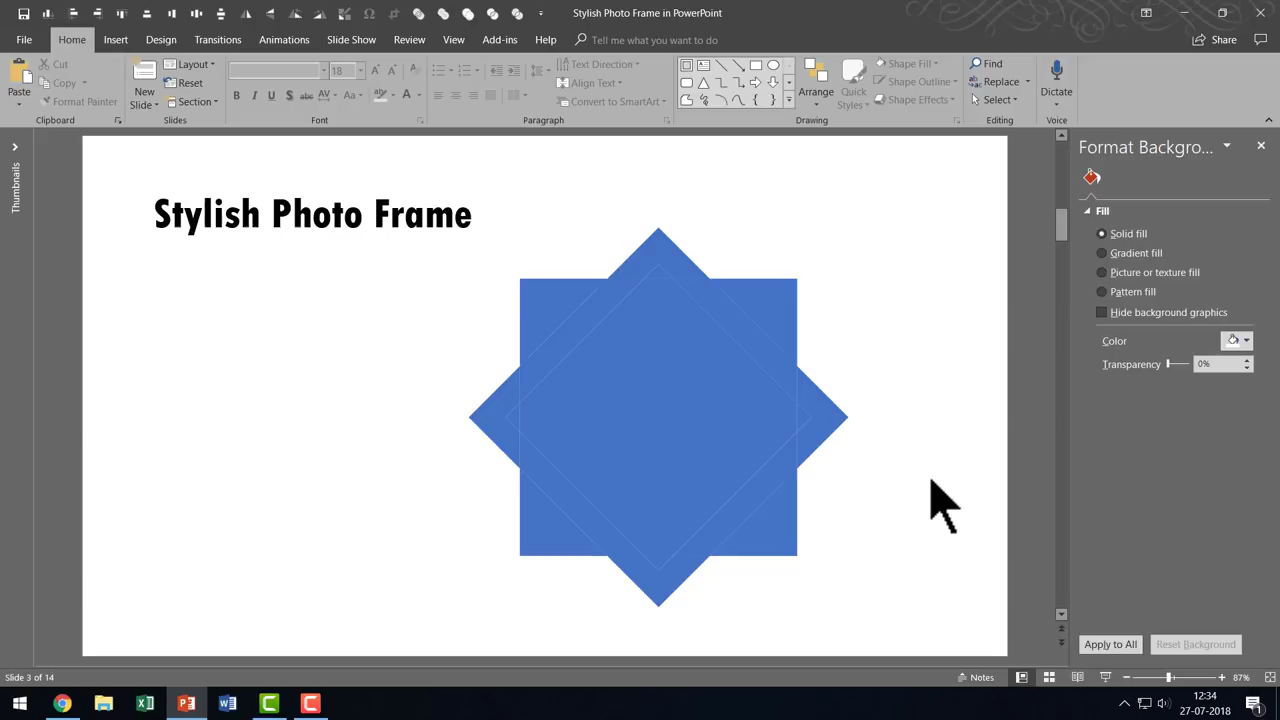 Stylish Photo Frame in PowerPoint
File Home Insert Design Transitions Animations Slide Show Review View Add-ins Help Tell me what you want to do Share
Paste
Cut
Copy
Format Painter
Clipboard
New
Slide
Layout
Reset
Section
Slides
18
B I U S abc AV Aa A
Font
Text Direction
Align Text
Convert to SmartArt
Paragraph
Arrange
Quick
Styles
Shape Fill
Shape Outline
Shape Effects
Drawing
Find
Replace
Select
Editing
Dictate
Voice
Thumbnails
Stylish Photo Frame
Format Backgro...
Fill
Solid fill
Gradient fill
Picture or texture fill
Pattern fill
Hide background graphics
Color
Transparency 0%
Apply to All Reset Background
Slide 3 of 14 Notes 87%
12:34
27-07-2018
1